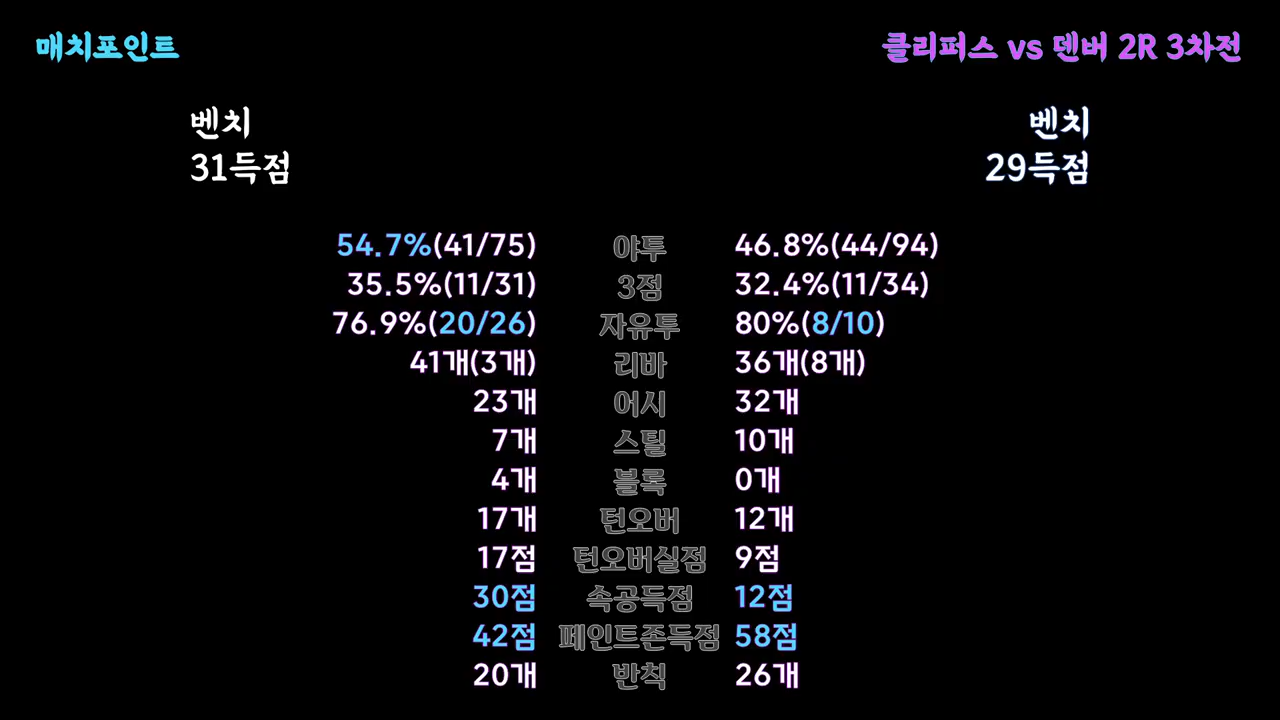 매치포인트
클리퍼스 vs 덴버 2R 3차전
벤치
31득점
벤치
29득점
54.7%(41/75) 야투 46.8%(44/94)
35.5%(11/31) 3점 32.4%(11/34)
76.9%(20/26) 자유투 80%(8/10)
41개(3개) 리바 36개(8개)
23개 어시 32개
7개 스틸 10개
4개 블록 0개
17개 턴오버 12개
17점 턴오버실점 9점
30점 속공득점 12점
42점 페인트존득점 58점
20개 반칙 26개